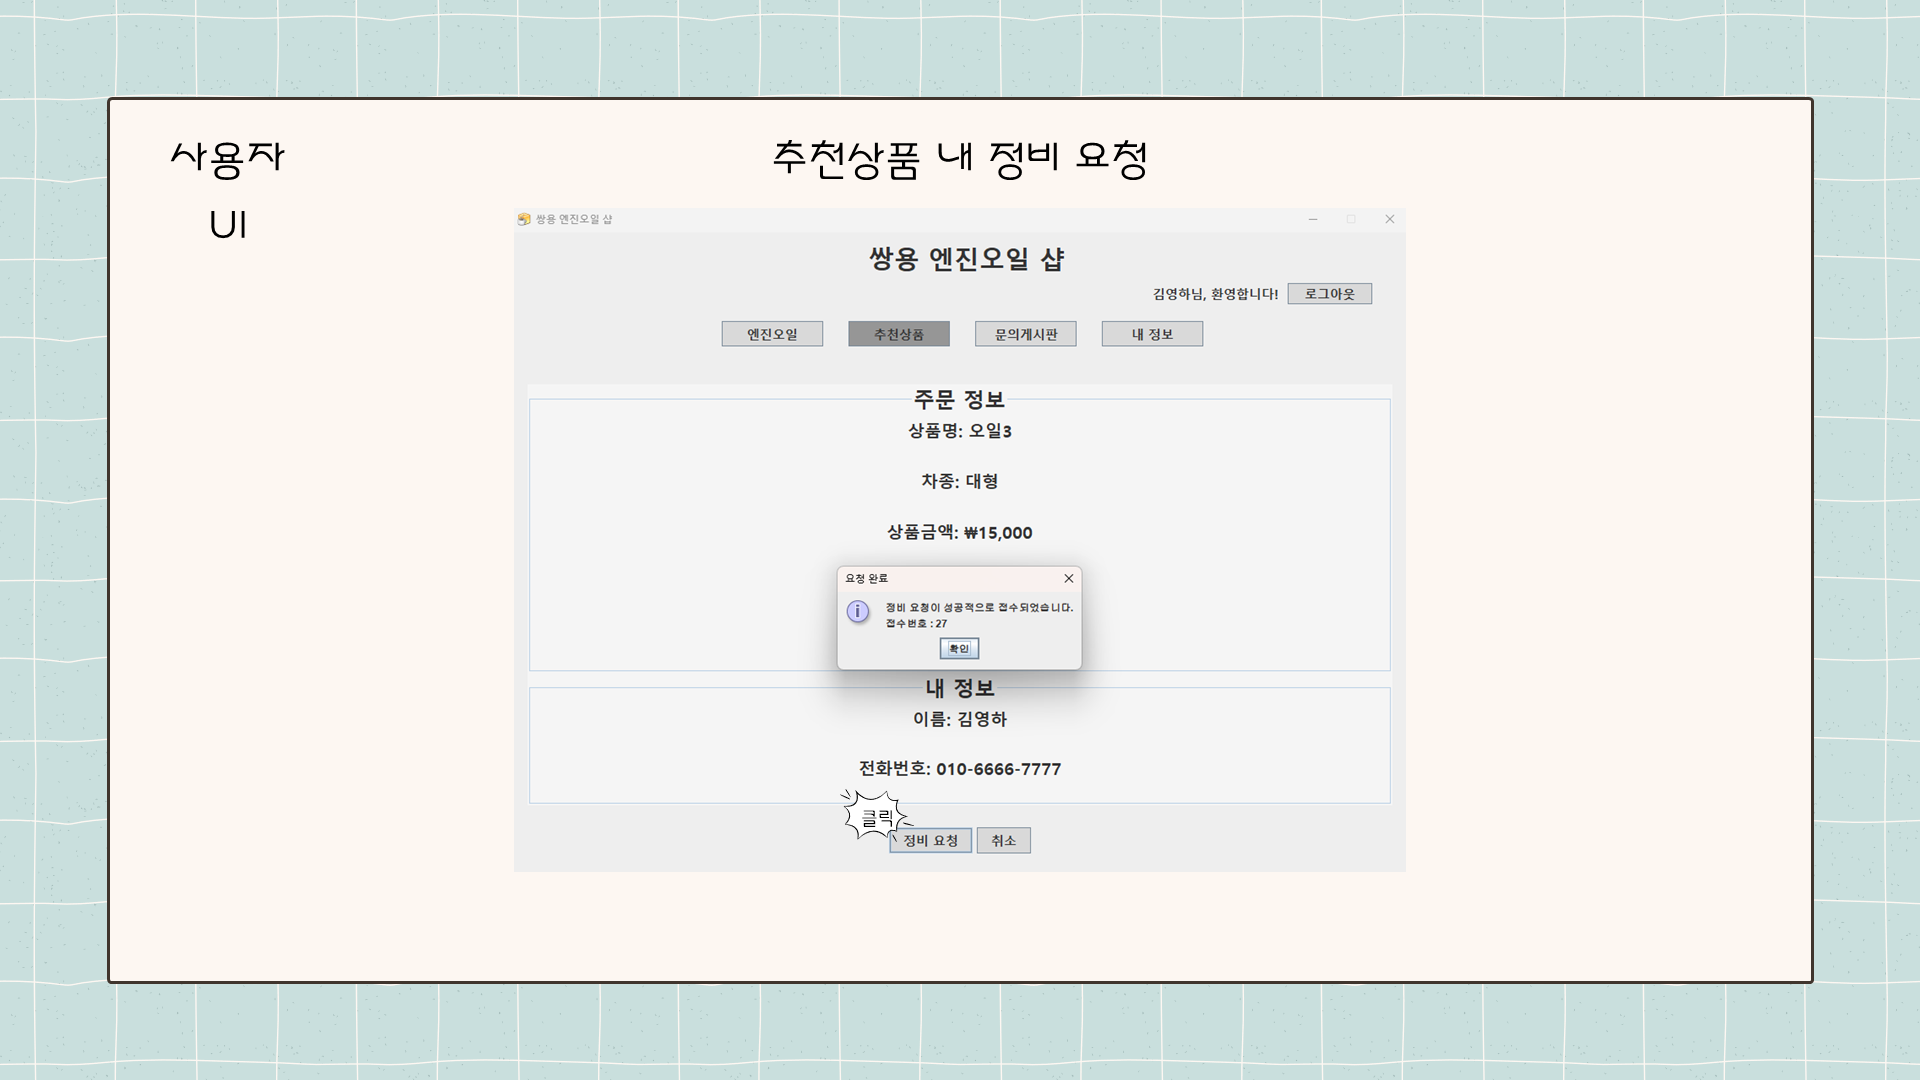 사용자
UI
추천상품 내 정비 요청
쌍용 엔진오일 샵
쌍용 엔진오일 샵
김영하님, 환영합니다! 로그아웃
엔진오일 추천상품 문의게시판 내 정보
주문 정보
상품명: 오일3
차종: 대형
상품금액: ₩15,000
요청 완료
정비 요청이 성공적으로 접수되었습니다.
접수번호 : 27
확인
내 정보
이름: 김영하
전화번호: 010-6666-7777
클릭
정비 요청 취소